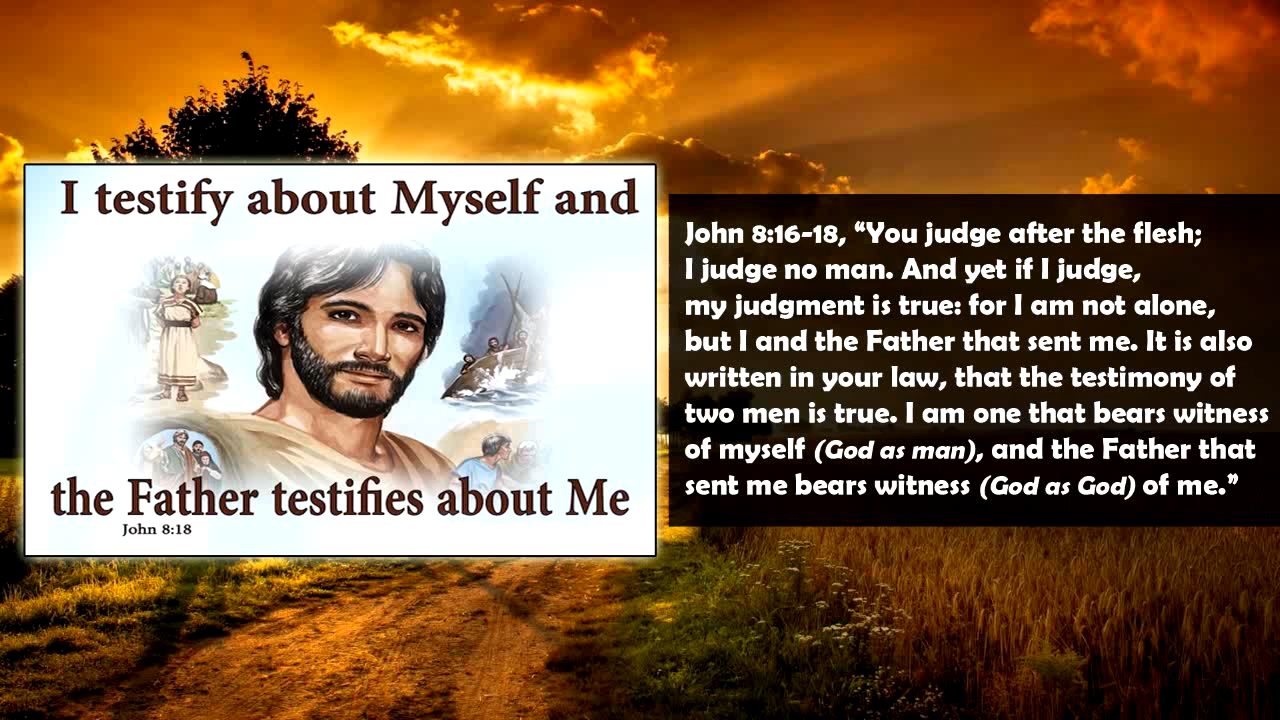 I testify about Myself and
the Father testifies about Me
John 8:18
John 8:16-18, “You judge after the flesh;
I judge no man. And yet if I judge,
my judgment is true: for I am not alone,
but I and the Father that sent me. It is also
written in your law, that the testimony of
two men is true. I am one that bears witness
of myself (God as man), and the Father that
sent me bears witness (God as God) of me.”